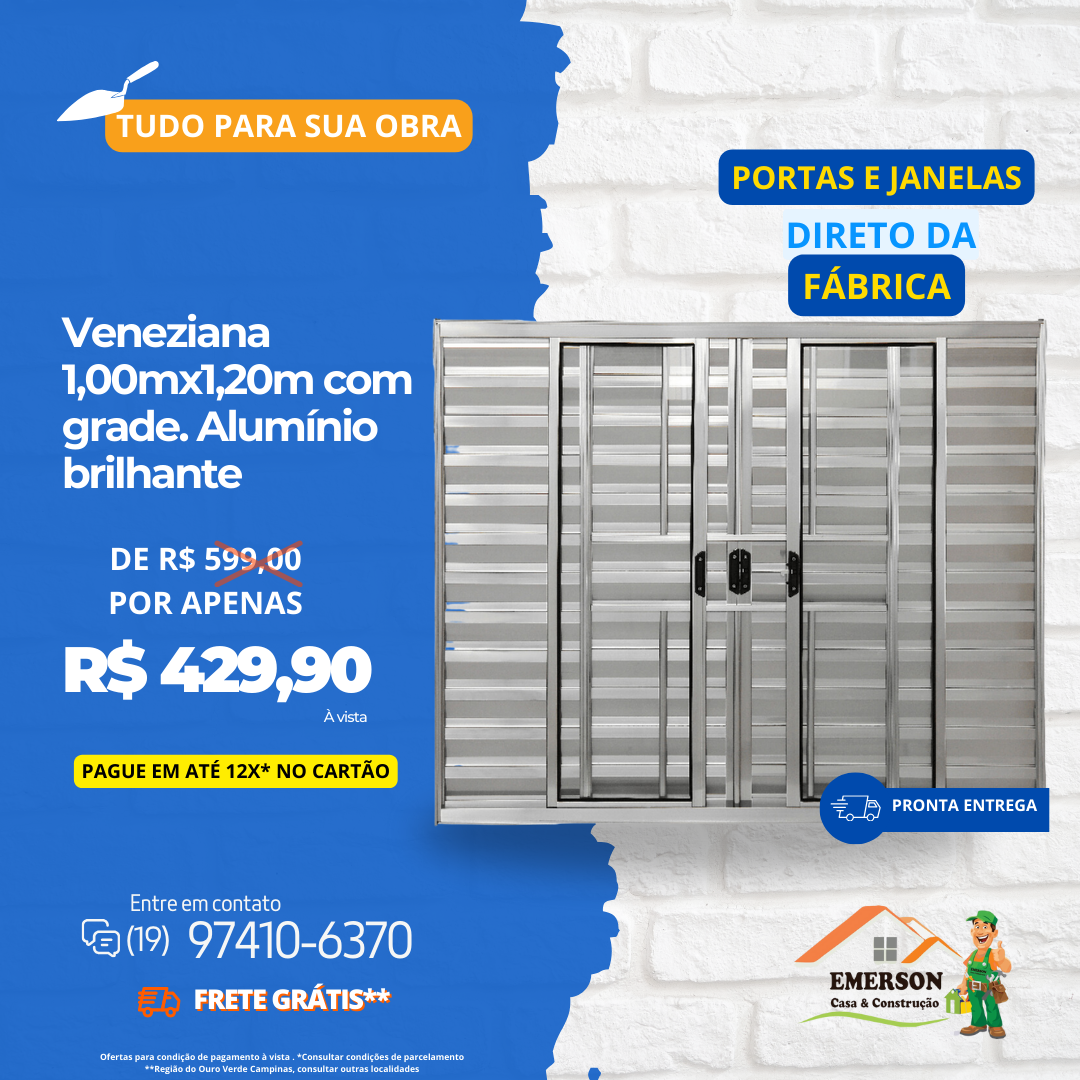 TUDO PARA SUA OBRA
PORTAS E JANELAS
DIRETO DA
FÁBRICA
Veneziana
1,00mx1,20m com
grade. Alumínio
brilhante
DE R$ 599,00
POR APENAS
R$ 429,90
À vista
PAGUE EM ATÉ 12X* NO CARTÃO
PRONTA ENTREGA
Entre em contato
(19) 97410-6370
FRETE GRÁTIS**
EMERSON
Casa & Construção
Ofertas para condição de pagamento à vista . *Consultar condições de parcelamento
**Região do Ouro Verde Campinas, consultar outras localidades